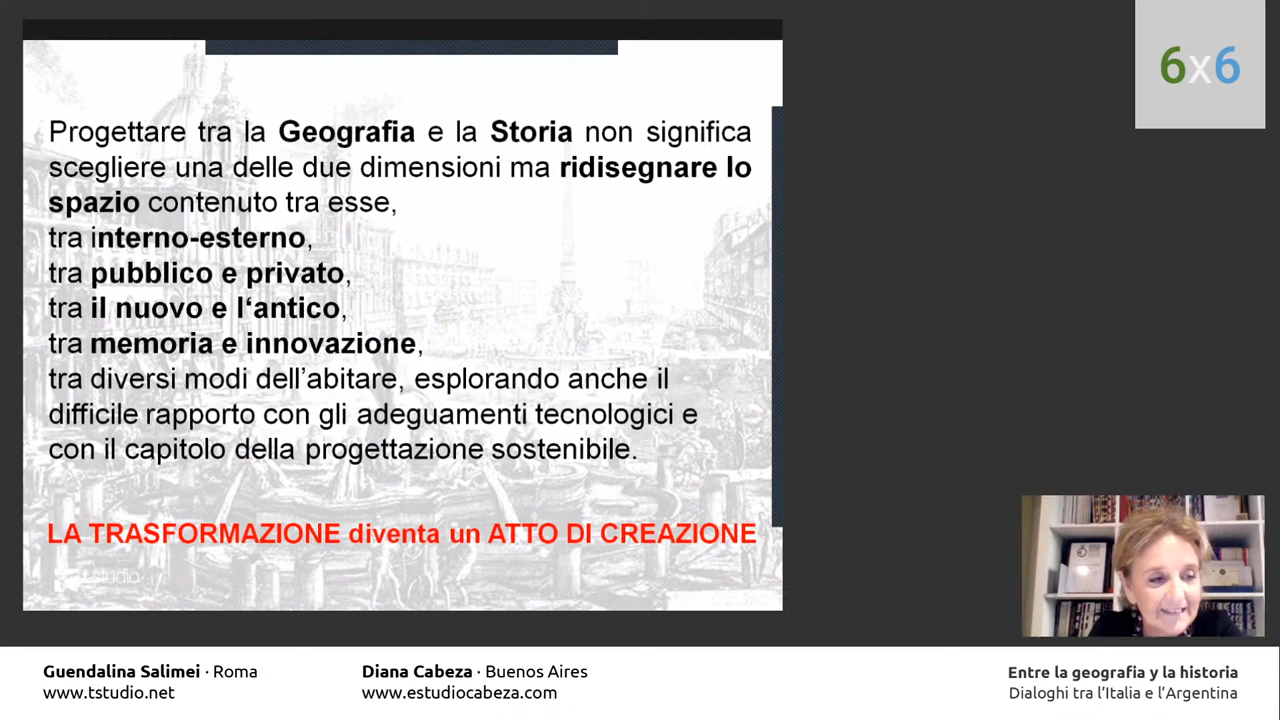 6x6
Progettare tra la Geografia e la Storia non significa
scegliere una delle due dimensioni ma ridisegnare lo
spazio contenuto tra esse,
tra interno-esterno,
tra pubblico e privato,
tra il nuovo e l‘antico,
tra memoria e innovazione,
tra diversi modi dell’abitare, esplorando anche il
difficile rapporto con gli adeguamenti tecnologici e
con il capitolo della progettazione sostenibile.
LA TRASFORMAZIONE diventa un ATTO DI CREAZIONE
t-studio
Guendalina Salimei · Roma
www.tstudio.net
Diana Cabeza · Buenos Aires
www.estudiocabeza.com
Entre la geografia y la historia
Dialoghi tra l’Italia e l’Argentina